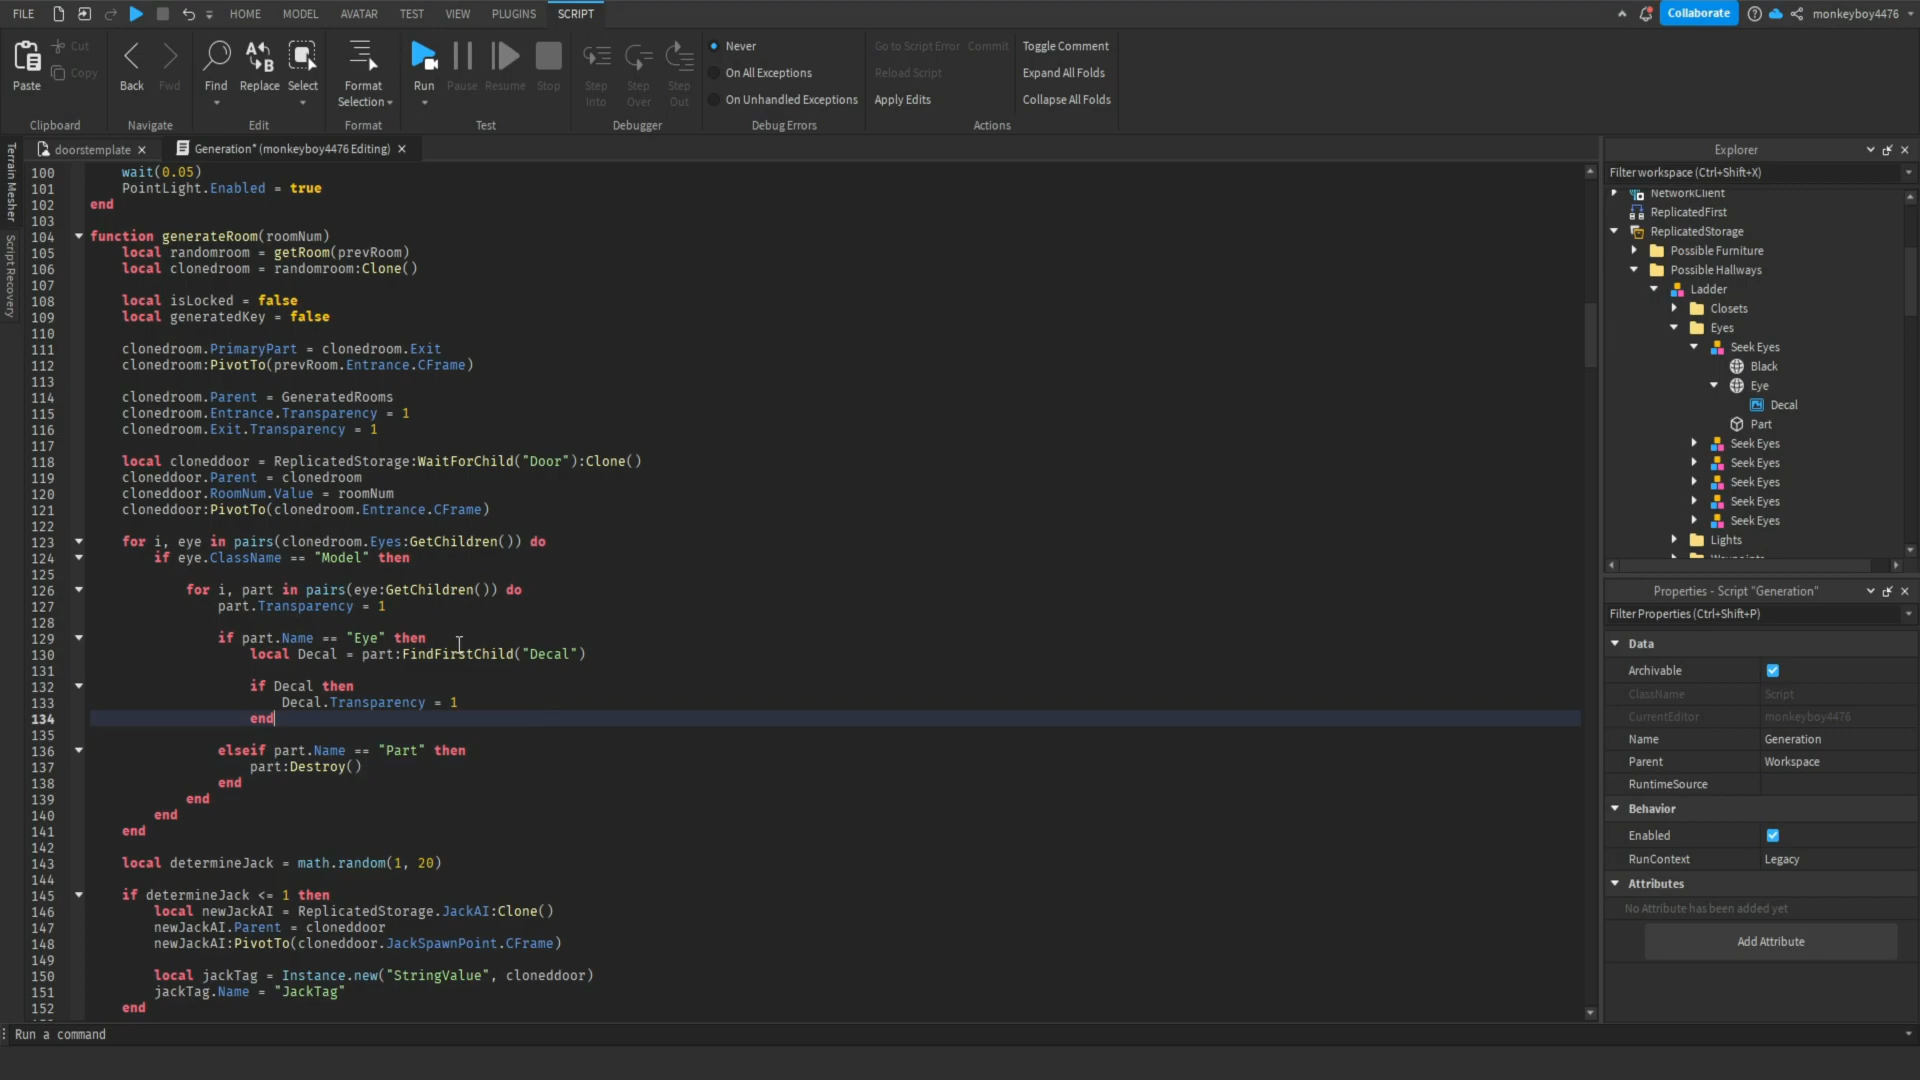 FILE HOME MODEL AVATAR TEST VIEW PLUGINS SCRIPT Collaborate monkeyboy4476
Paste Cut Copy
Back Fwd
Find Replace Select
Format Selection
Run Pause Resume Stop
Step Into Step Over Step Out
Never
On All Exceptions
On Unhandled Exceptions
Go to Script Error Commit
Reload Script
Apply Edits
Toggle Comment
Expand All Folds
Collapse All Folds
Clipboard Navigate Edit Format Test Debugger Debug Errors Actions
Terrain Mesher
Script Recovery
doorstemplate Generation* (monkeyboy4476 Editing)
100 wait(0.05)
101 PointLight.Enabled = true
102 end
103
104 function generateRoom(roomNum)
105 local randomroom = getRoom(prevRoom)
106 local clonedroom = randomroom:Clone()
107
108 local isLocked = false
109 local generatedKey = false
110
111 clonedroom.PrimaryPart = clonedroom.Exit
112 clonedroom:PivotTo(prevRoom.Entrance.CFrame)
113
114 clonedroom.Parent = GeneratedRooms
115 clonedroom.Entrance.Transparency = 1
116 clonedroom.Exit.Transparency = 1
117
118 local cloneddoor = ReplicatedStorage:WaitForChild("Door"):Clone()
119 cloneddoor.Parent = clonedroom
120 cloneddoor.RoomNum.Value = roomNum
121 cloneddoor:PivotTo(clonedroom.Entrance.CFrame)
122
123 for i, eye in pairs(clonedroom.Eyes:GetChildren()) do
124 if eye.ClassName == "Model" then
125
126 for i, part in pairs(eye:GetChildren()) do
127 part.Transparency = 1
128
129 if part.Name == "Eye" then
130 local Decal = part:FindFirstChild("Decal")
131
132 if Decal then
133 Decal.Transparency = 1
134 end
135
136 elseif part.Name == "Part" then
137 part:Destroy()
138 end
139 end
140 end
141 end
142
143 local determineJack = math.random(1, 20)
144
145 if determineJack <= 1 then
146 local newJackAI = ReplicatedStorage.JackAI:Clone()
147 newJackAI.Parent = cloneddoor
148 newJackAI:PivotTo(cloneddoor.JackSpawnPoint.CFrame)
149
150 local jackTag = Instance.new("StringValue", cloneddoor)
151 jackTag.Name = "JackTag"
152 end
Run a command
Explorer
Filter workspace (Ctrl+Shift+X)
NetworkClient
ReplicatedFirst
ReplicatedStorage
Possible Furniture
Possible Hallways
Ladder
Closets
Eyes
Seek Eyes
Black
Eye
Decal
Part
Seek Eyes
Seek Eyes
Seek Eyes
Seek Eyes
Seek Eyes
Lights
Properties - Script "Generation"
Filter Properties (Ctrl+Shift+P)
Data
Archivable
ClassName Script
CurrentEditor monkeyboy4476
Name Generation
Parent Workspace
RuntimeSource
Behavior
Enabled
RunContext Legacy
Attributes
No Attribute has been added yet
Add Attribute